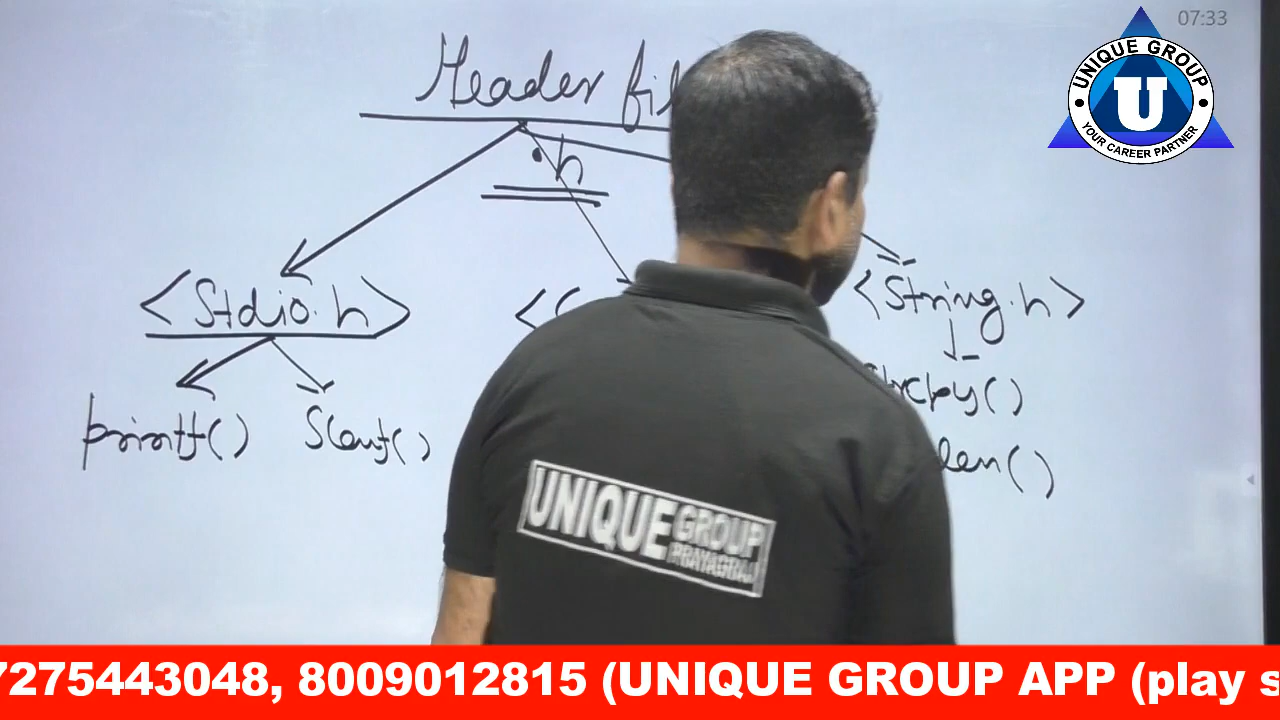 07:33
UNIQUE GROUP
U
YOUR CAREER PARTNER
Header
.h
<Stdio.h>
<String.h>
printf()
Scanf()
UNIQUE GROUP
PRAYAGRAJ
7275443048, 8009012815 (UNIQUE GROUP APP (play s